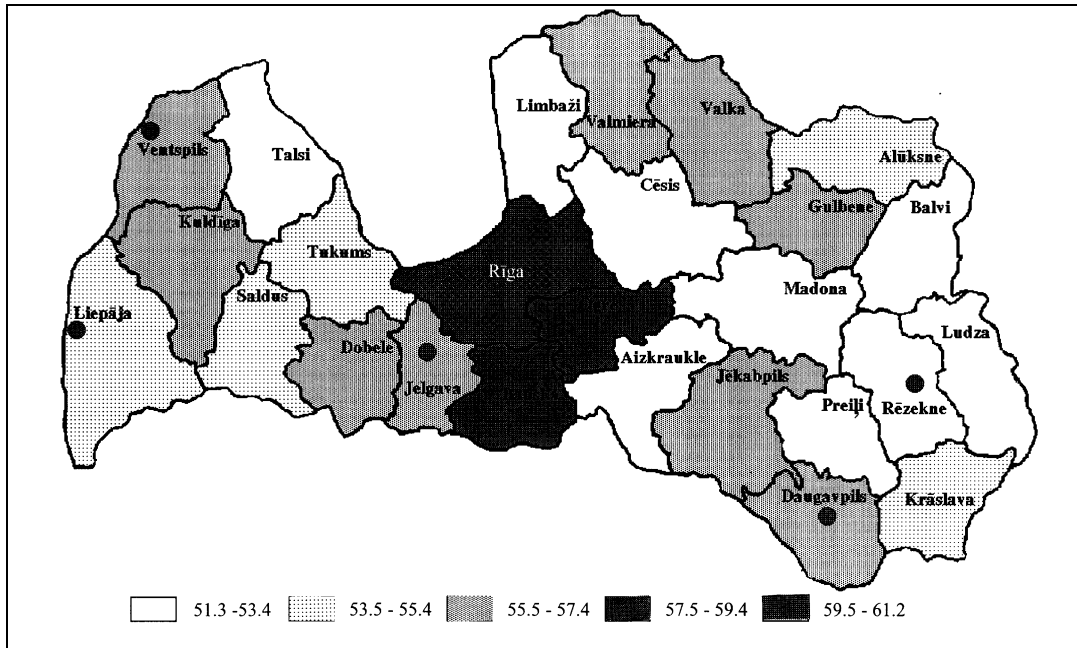 Limbaži
Valmiera
Valka
Ventspils
Talsi
Alūksne
Cēsis
Gulbene
Balvi
Kuldīga
Tukums
Rīga
Madona
Saldus
Liepāja
Ludza
Dobele
Aizkraukle
Jelgava
Jēkabpils
Preiļi
Rēzekne
Daugavpils
Krāslava
51.3 -53.4 53.5 - 55.4 55.5 - 57.4 57.5 - 59.4 59.5 - 61.2